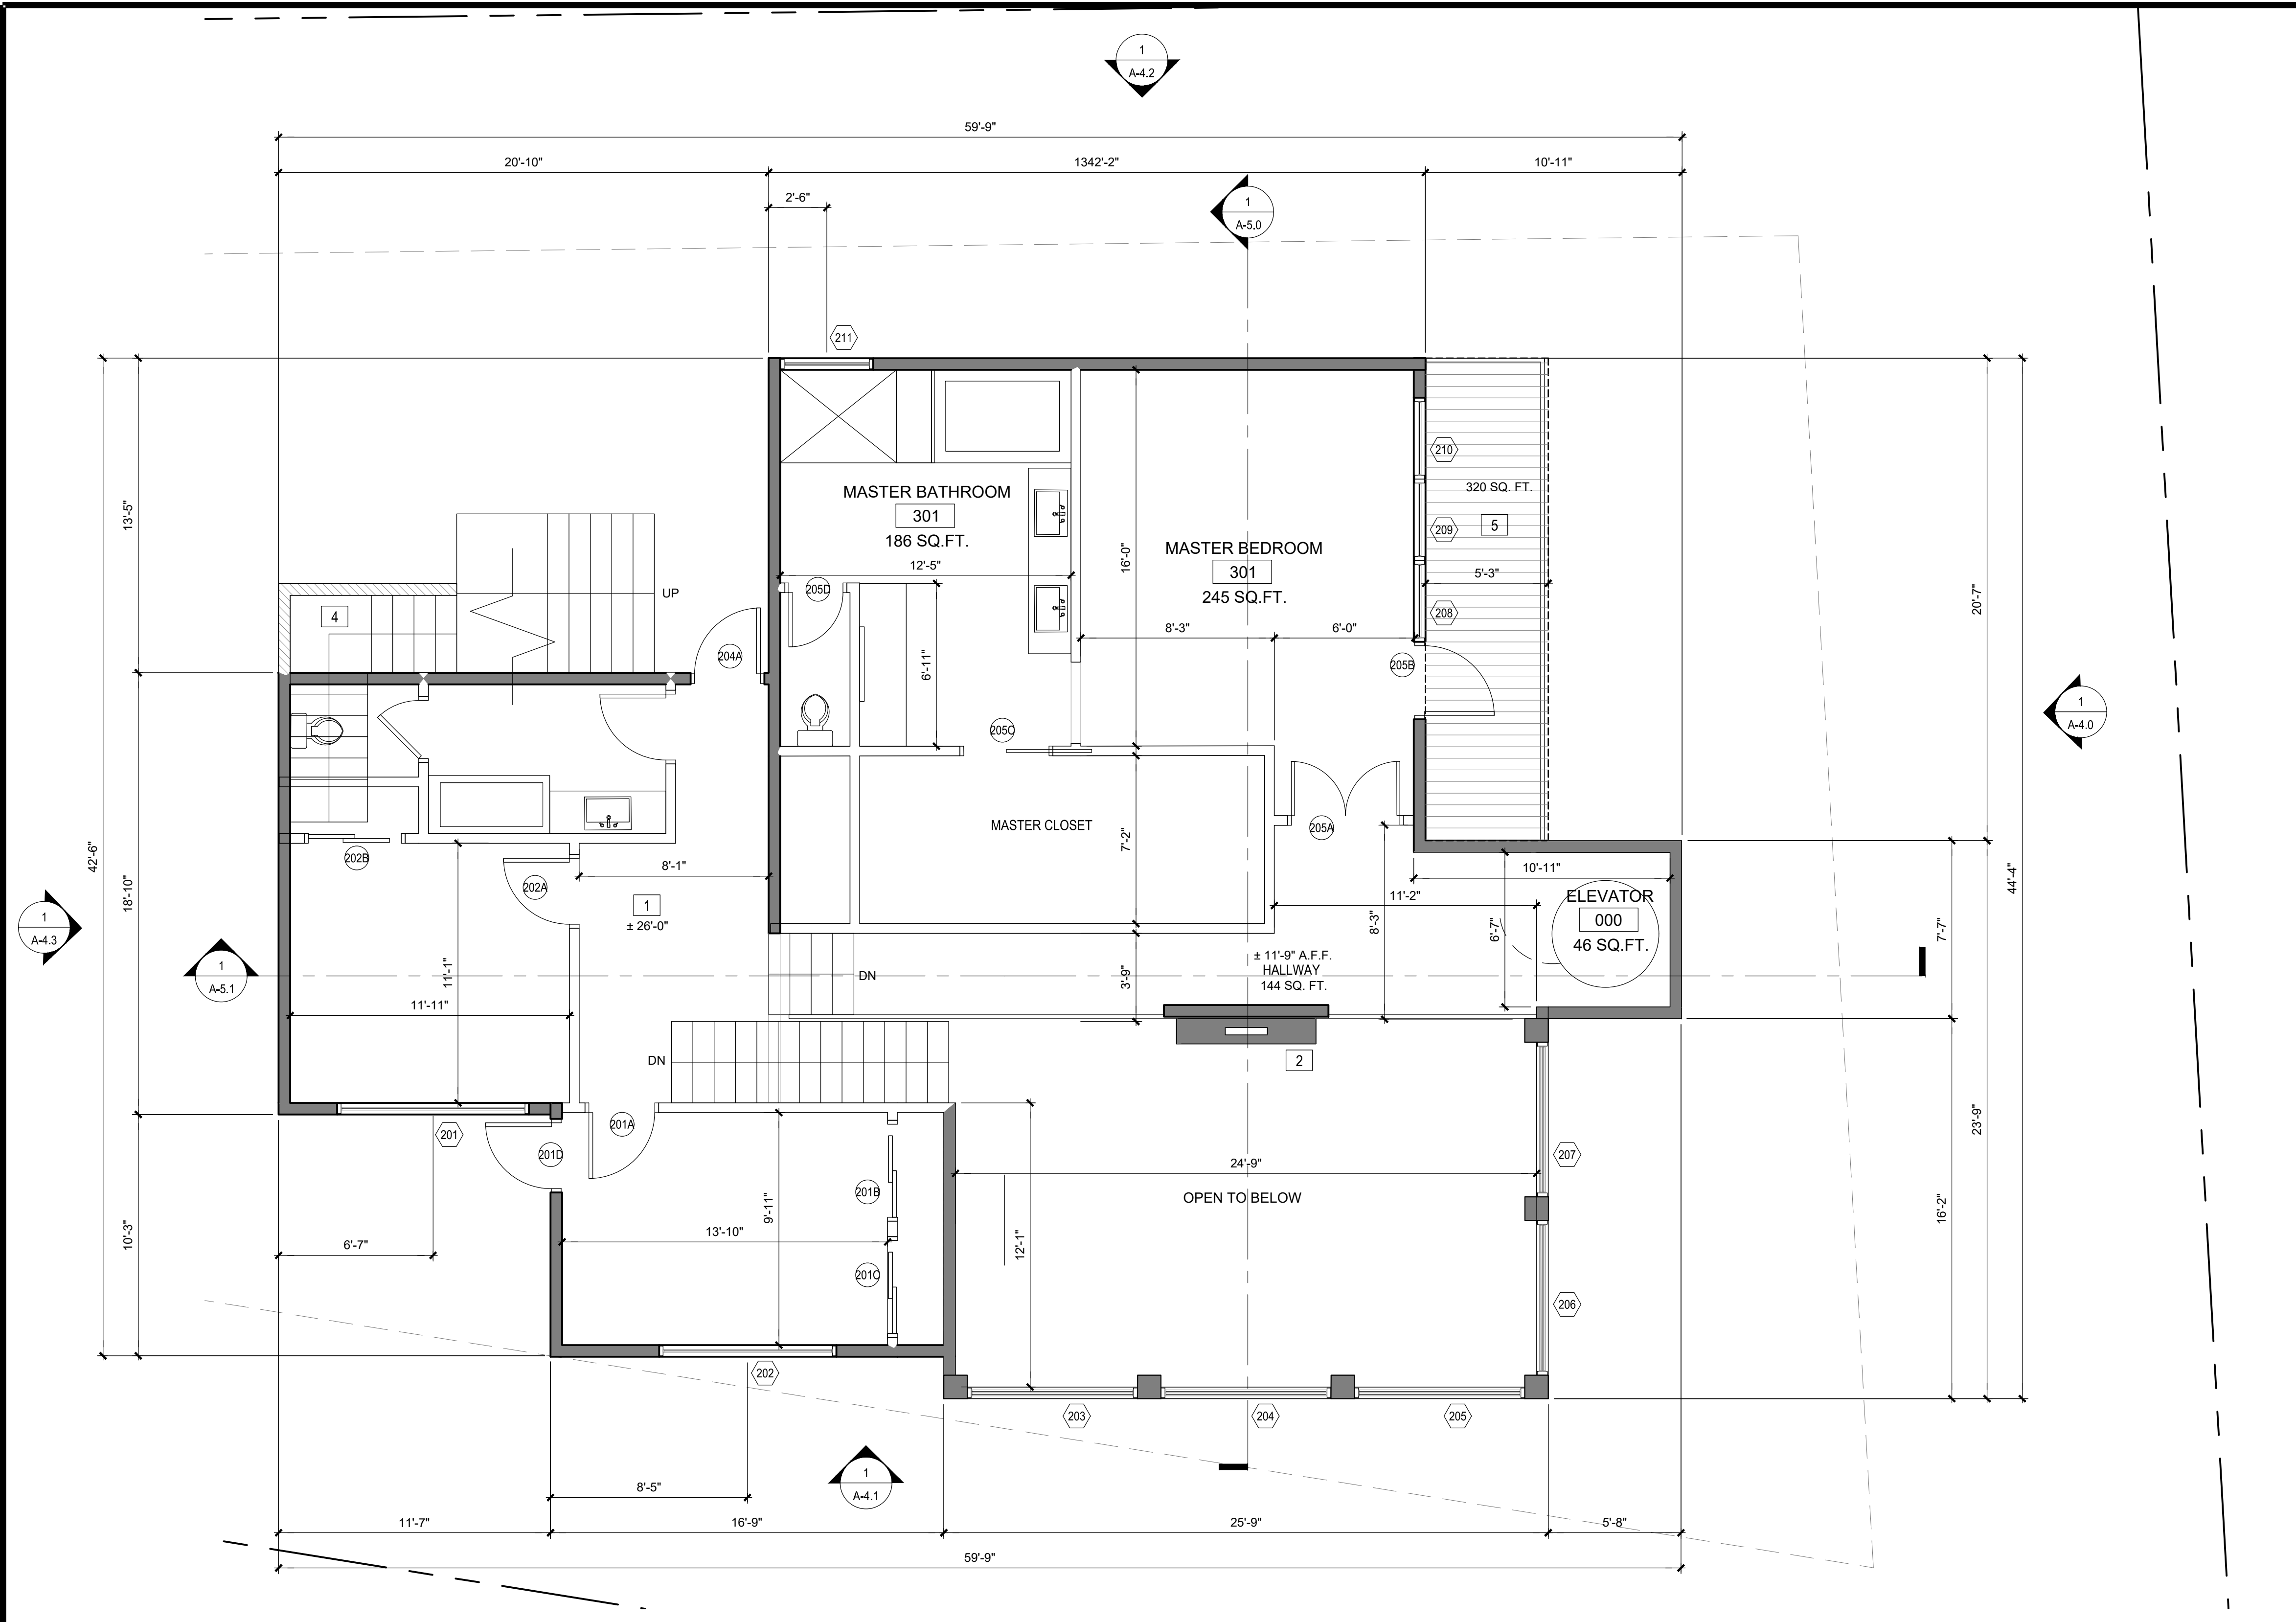 1
A-4.2
59'-9"
20'-10"
1342'-2"
10'-11"
2'-6"
1
A-5.0
211
13'-5"
42'-6"
18'-10"
10'-3"
MASTER BATHROOM
301
186 SQ.FT.
12'-5"
205D
16'-0"
MASTER BEDROOM
301
245 SQ.FT.
8'-3"
6'-0"
210
209
208
320 SQ. FT.
5
5'-3"
205B
20'-7"
44'-4"
1
A-4.0
4
UP
204A
6'-11"
205C
202B
202A
8'-1"
1
± 26'-0"
MASTER CLOSET
7'-2"
205A
10'-11"
11'-2"
ELEVATOR
000
46 SQ.FT.
8'-3"
6'-7"
7'-7"
1
A-4.3
1
A-5.1
11'-1"
11'-11"
DN
3'-9"
± 11'-9" A.F.F.
HALLWAY
144 SQ. FT.
DN
2
201
201D
201A
201B
201C
9'-11"
13'-10"
6'-7"
12'-1"
24'-9"
OPEN TO BELOW
207
206
23'-9"
16'-2"
202
203
204
205
1
A-4.1
8'-5"
11'-7"
16'-9"
25'-9"
5'-8"
59'-9"